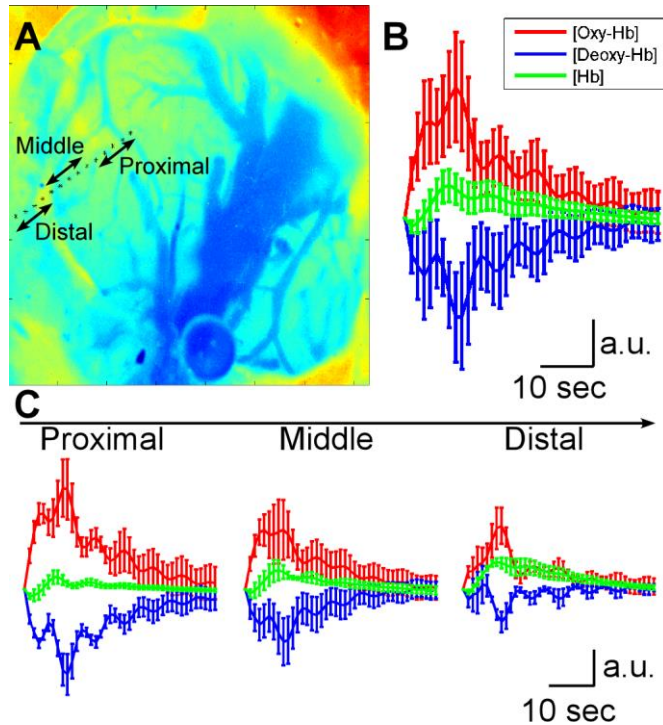 A
Middle
Proximal
Distal
B
[Oxy-Hb]
[Deoxy-Hb]
[Hb]
a.u.
10 sec
C
Proximal Middle Distal
a.u.
10 sec